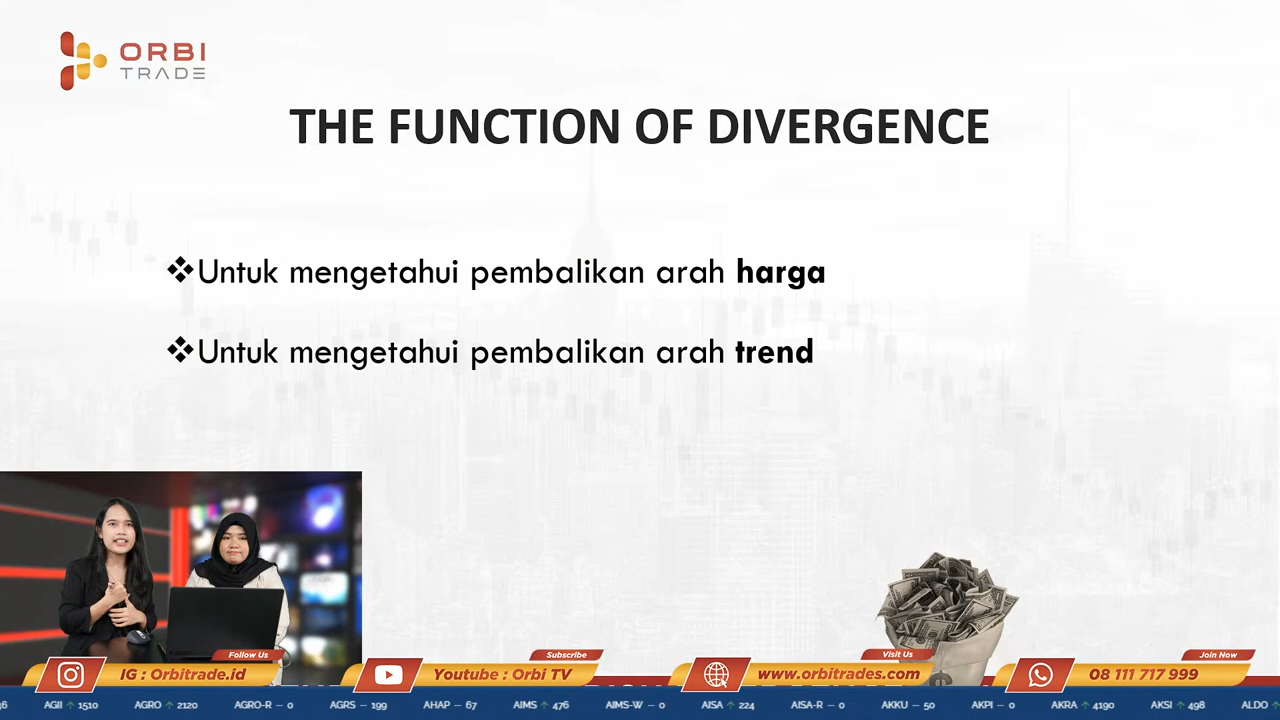 ORBI
TRADE
THE FUNCTION OF DIVERGENCE
❖Untuk mengetahui pembalikan arah harga
❖Untuk mengetahui pembalikan arah trend
Follow Us
IG : Orbitrade.id
Subscribe
Youtube : Orbi TV
Visit Us
www.orbitrades.com
Join Now
08 111 717 999
AGII ↑ 1510 AGRO ↑ 2120 AGRO-R − 0 AGRS − 199 AHAP − 67 AIMS ↑ 476 AIMS-W − 0 AISA ↑ 224 AISA-R − 0 AKKU − 50 AKPI − 0 AKRA ↑ 4190 AKSI ↑ 498 ALDO ↑